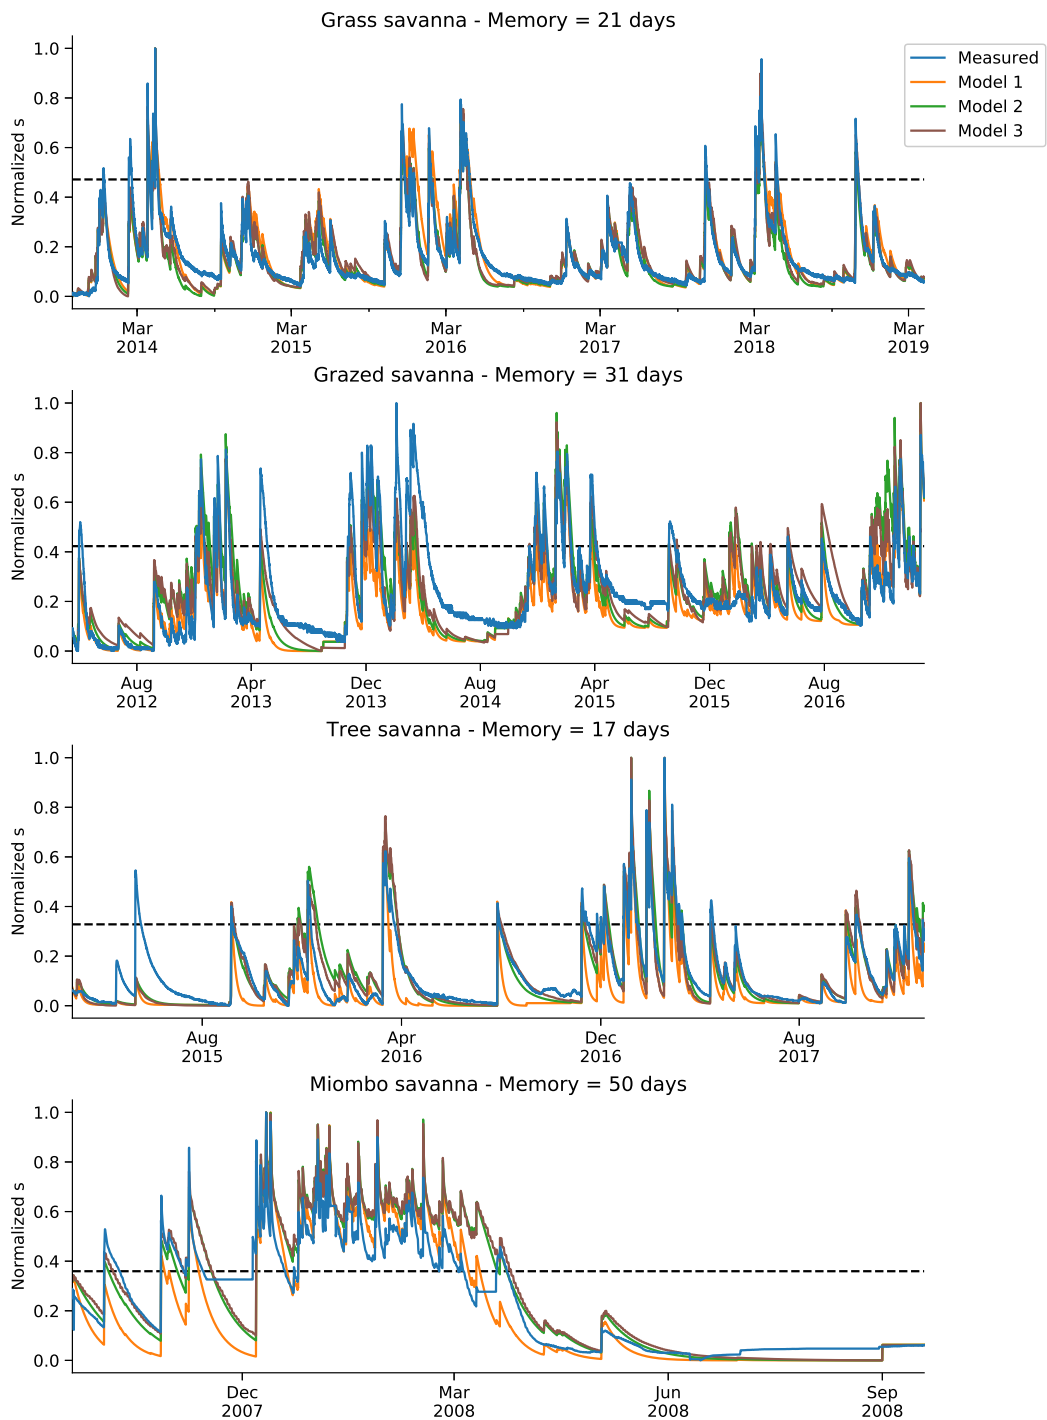 Grass savanna - Memory = 21 days
Normalized s
1.0
0.8
0.6
0.4
0.2
0.0
Measured
Model 1
Model 2
Model 3
Mar Mar Mar Mar Mar Mar
2014 2015 2016 2017 2018 2019
Grazed savanna - Memory = 31 days
Normalized s
1.0
0.8
0.6
0.4
0.2
0.0
Aug Apr Dec Aug Apr Dec Aug
2012 2013 2013 2014 2015 2015 2016
Tree savanna - Memory = 17 days
Normalized s
1.0
0.8
0.6
0.4
0.2
0.0
Aug Apr Dec Aug
2015 2016 2016 2017
Miombo savanna - Memory = 50 days
Normalized s
1.0
0.8
0.6
0.4
0.2
0.0
Dec Mar Jun Sep
2007 2008 2008 2008